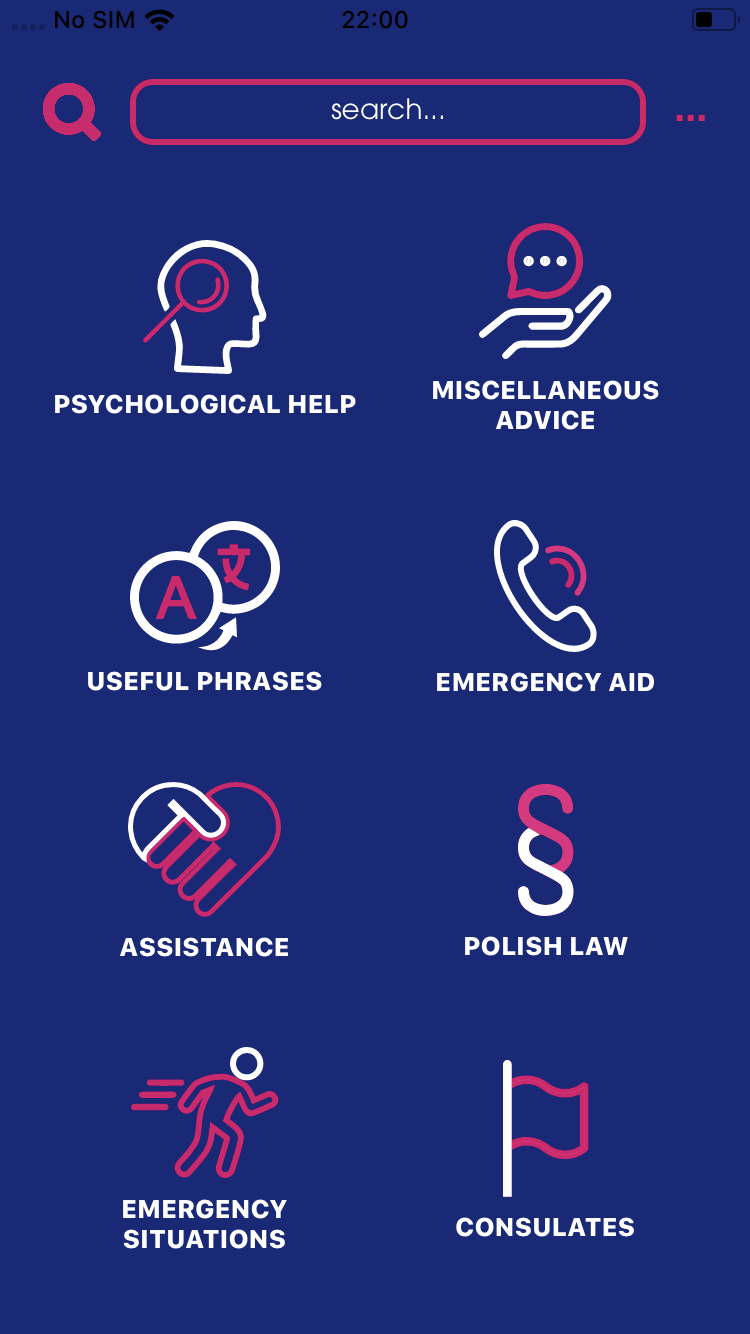 No SIM 22:00
search...
...
PSYCHOLOGICAL HELP
MISCELLANEOUS
ADVICE
A 文
USEFUL PHRASES
EMERGENCY AID
ASSISTANCE
§
POLISH LAW
EMERGENCY
SITUATIONS
CONSULATES